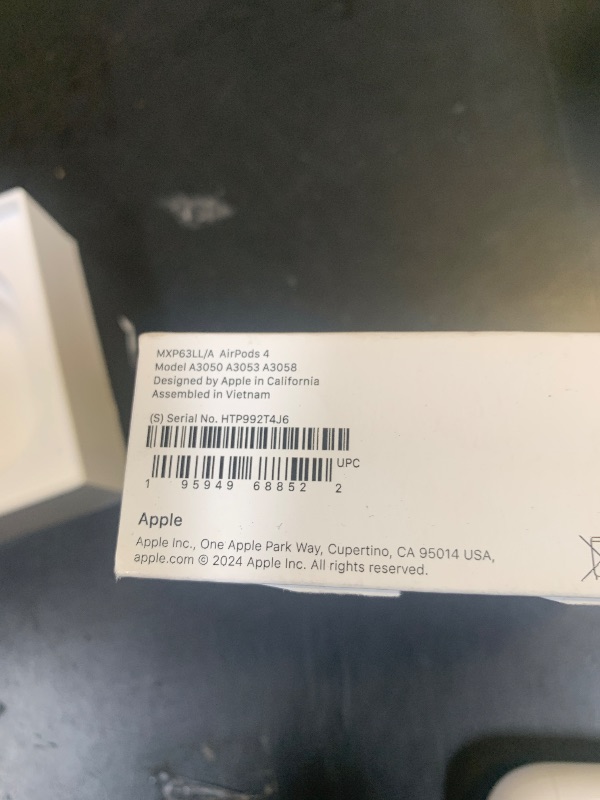 MXP63LL/A AirPods 4
Model A3050 A3053 A3058
Designed by Apple in California
Assembled in Vietnam
(S) Serial No. HTP992T4J6
UPC
1 95949 68852 2
Apple
Apple Inc., One Apple Park Way, Cupertino, CA 95014 USA,
apple.com © 2024 Apple Inc. All rights reserved.